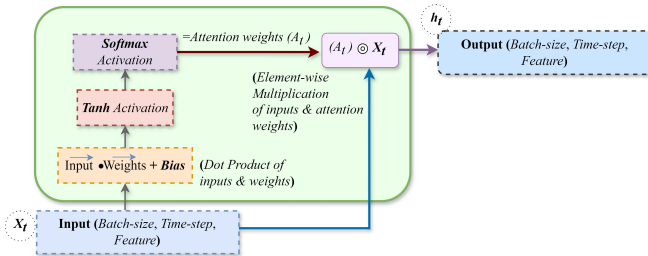 h_t
Softmax
Activation
=Attention weights (A_t)
(A_t) ⊚ X_t
Output (Batch-size, Time-step,
Feature)
(Element-wise
Multiplication
of inputs & attention
weights)
Tanh Activation
Input •Weights + Bias
(Dot Product of
inputs & weights)
X_t
Input (Batch-size, Time-step,
Feature)